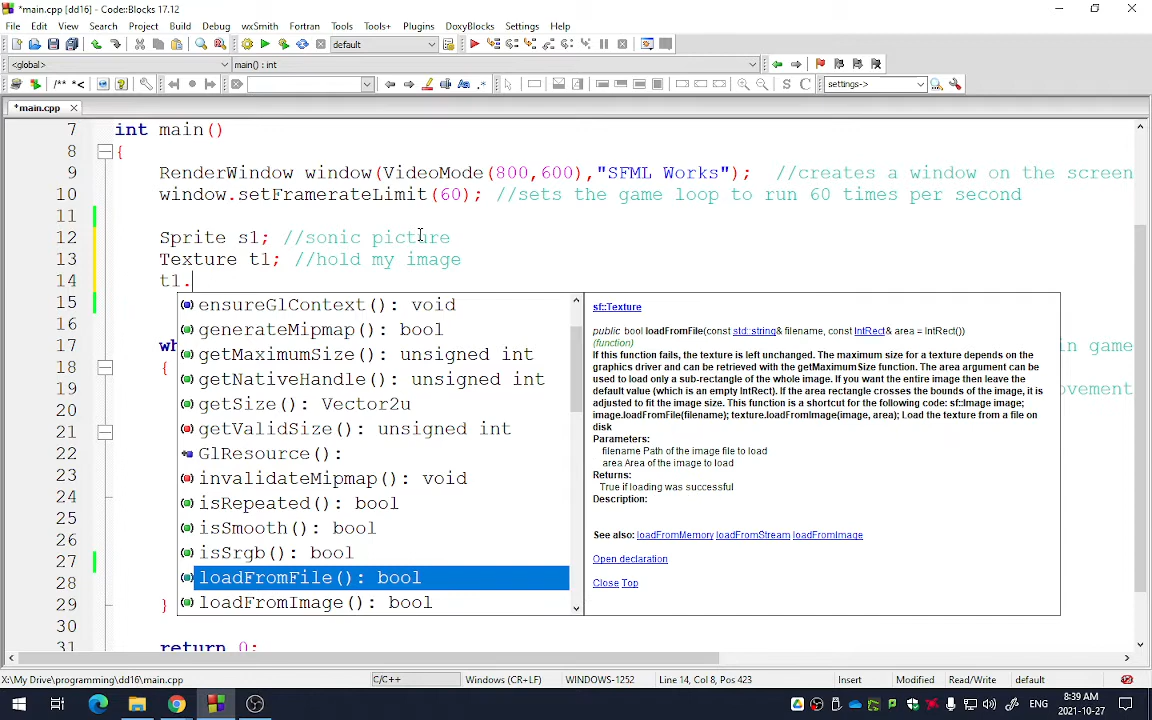 *main.cpp [dd16] - Code::Blocks 17.12
File Edit View Search Project Build Debug wxSmith Fortran Tools Tools+ Plugins DoxyBlocks Settings Help
default
<global> main() : int
/** *< Aa .* S C settings->
*main.cpp
7 int main()
8 {
9 RenderWindow window(VideoMode(800,600),"SFML Works"); //creates a window on the screen
10 window.setFramerateLimit(60); //sets the game loop to run 60 times per second
11
12 Sprite s1; //sonic picture
13 Texture t1; //hold my image
14 t1.
15
16
17 wh in game
18 {
19 ovement
20
21
22
23
24
25
26
27
28
29 }
30
31 return 0;
ensureGlContext(): void
generateMipmap(): bool
getMaximumSize(): unsigned int
getNativeHandle(): unsigned int
getSize(): Vector2u
getValidSize(): unsigned int
GlResource():
invalidateMipmap(): void
isRepeated(): bool
isSmooth(): bool
isSrgb(): bool
loadFromFile(): bool
loadFromImage(): bool
sf::Texture
public bool loadFromFile(const std::string& filename, const IntRect& area = IntRect())
(function)
If this function fails, the texture is left unchanged. The maximum size for a texture depends on the
graphics driver and can be retrieved with the getMaximumSize function. The area argument can be
used to load only a sub-rectangle of the whole image. If you want the entire image then leave the
default value (which is an empty IntRect). If the area rectangle crosses the bounds of the image, it is
adjusted to fit the image size. This function is a shortcut for the following code: sf::Image image;
image.loadFromFile(filename); texture.loadFromImage(image, area); Load the texture from a file on
disk
Parameters:
filename Path of the image file to load
area Area of the image to load
Returns:
True if loading was successful
Description:
See also: loadFromMemory loadFromStream loadFromImage
Open declaration
Close Top
X:\My Drive\programming\dd16\main.cpp C/C++ Windows (CR+LF) WINDOWS-1252 Line 14, Col 8, Pos 423 Insert Modified Read/Write default
ENG
8:39 AM
2021-10-27